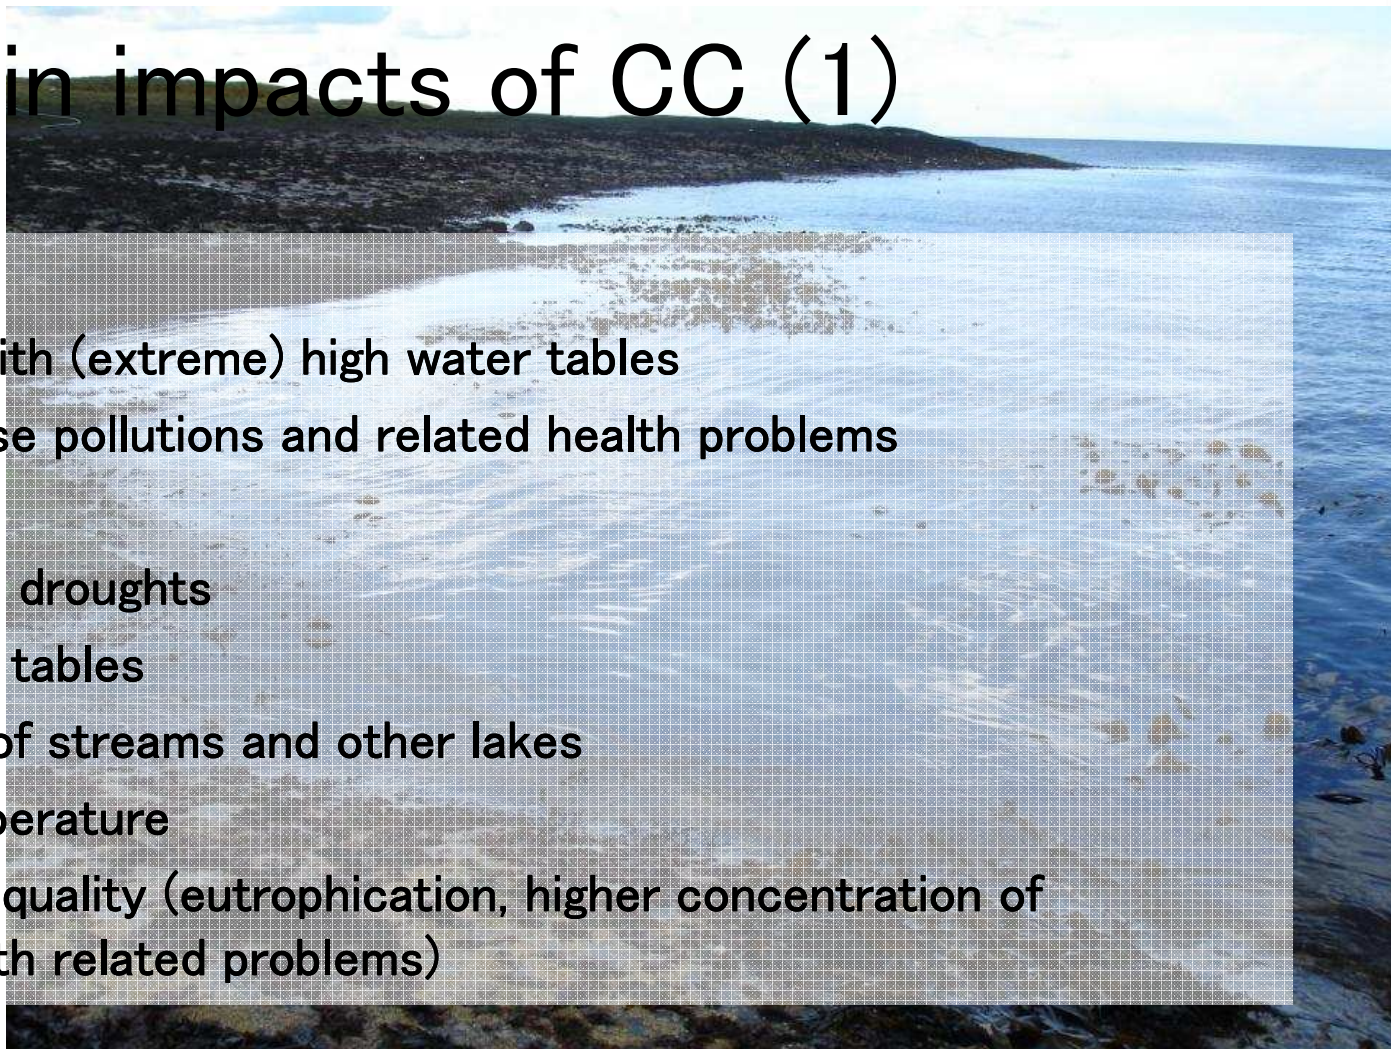 in impacts of CC (1)
ith (extreme) high water tables
se pollutions and related health problems
droughts
tables
of streams and other lakes
perature
quality (eutrophication, higher concentration of
th related problems)